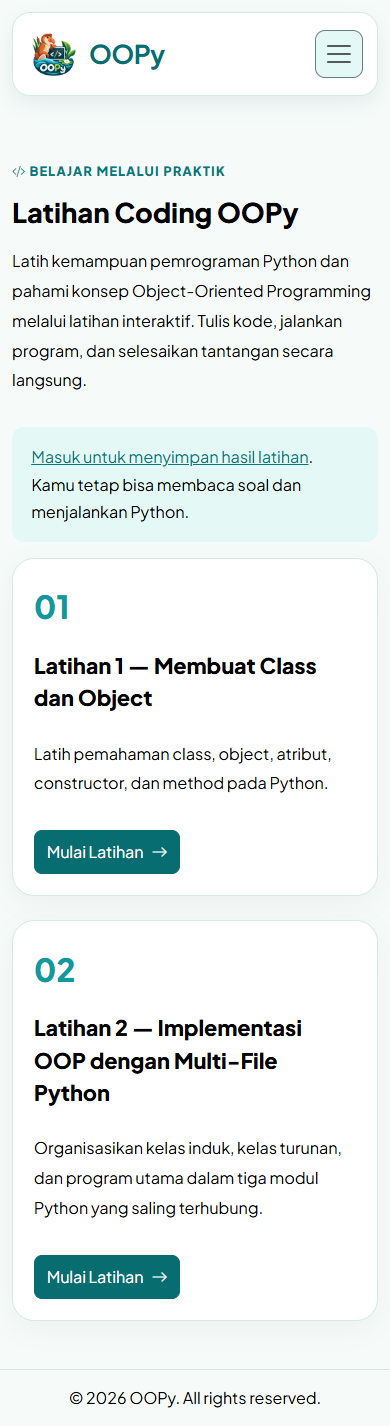 OOPy
OOPy
</> BELAJAR MELALUI PRAKTIK
Latihan Coding OOPy
Latih kemampuan pemrograman Python dan
pahami konsep Object-Oriented Programming
melalui latihan interaktif. Tulis kode, jalankan
program, dan selesaikan tantangan secara
langsung.
Masuk untuk menyimpan hasil latihan.
Kamu tetap bisa membaca soal dan
menjalankan Python.
01
Latihan 1 — Membuat Class
dan Object
Latih pemahaman class, object, atribut,
constructor, dan method pada Python.
Mulai Latihan →
02
Latihan 2 — Implementasi
OOP dengan Multi-File
Python
Organisasikan kelas induk, kelas turunan,
dan program utama dalam tiga modul
Python yang saling terhubung.
Mulai Latihan →
© 2026 OOPy. All rights reserved.